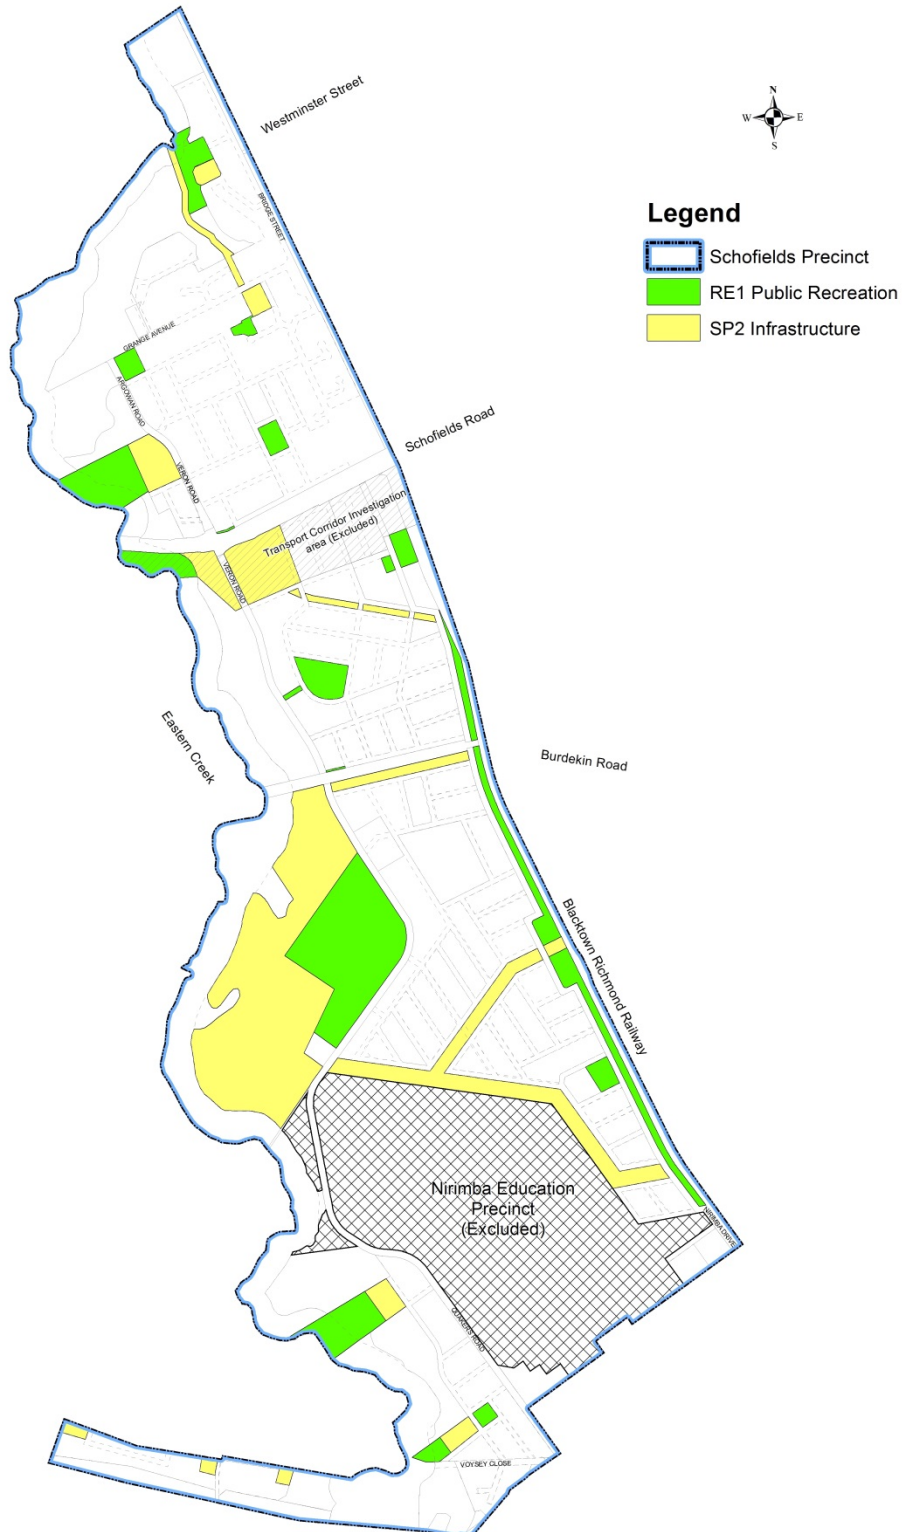 Westminster Street
N
W
E
S
Legend
BRIDGE STREET
Schofields Precinct
RE1 Public Recreation
SP2 Infrastructure
GRANGE AVENUE
ARGOWAN ROAD
Schofields Road
VERON ROAD
Transport Corridor Investigation
area (Excluded)
VERON ROAD
Eastern Creek
Burdekin Road
Blacktown Richmond Railway
Nirimba Education
Precinct
(Excluded)
NIRIMBA DRIVE
QUAKERS ROAD
VOYSEY CLOSE